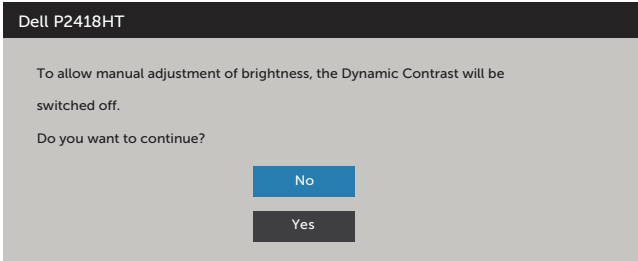 Dell P2418HT
To allow manual adjustment of brightness, the Dynamic Contrast will be
switched off.
Do you want to continue?
No
Yes